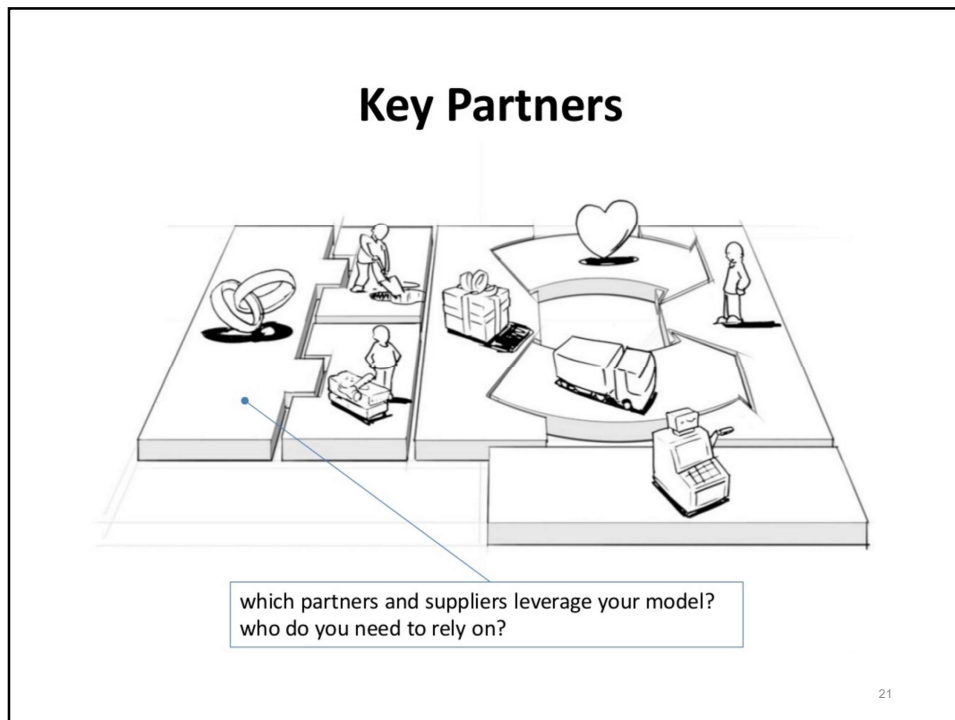 Key Partners
which partners and suppliers leverage your model?
who do you need to rely on?
21